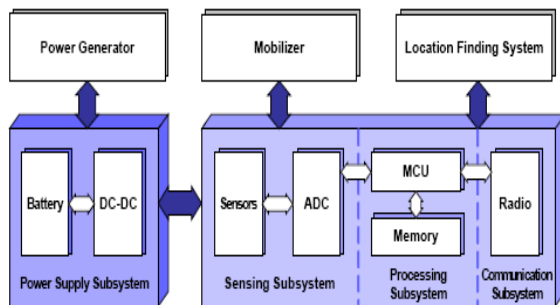 Power Generator
Mobilizer
Location Finding System
Battery
DC-DC
Sensors
ADC
MCU
Memory
Radio
Power Supply Subsystem
Sensing Subsystem
Processing
Subsystem
Communication
Subsystem